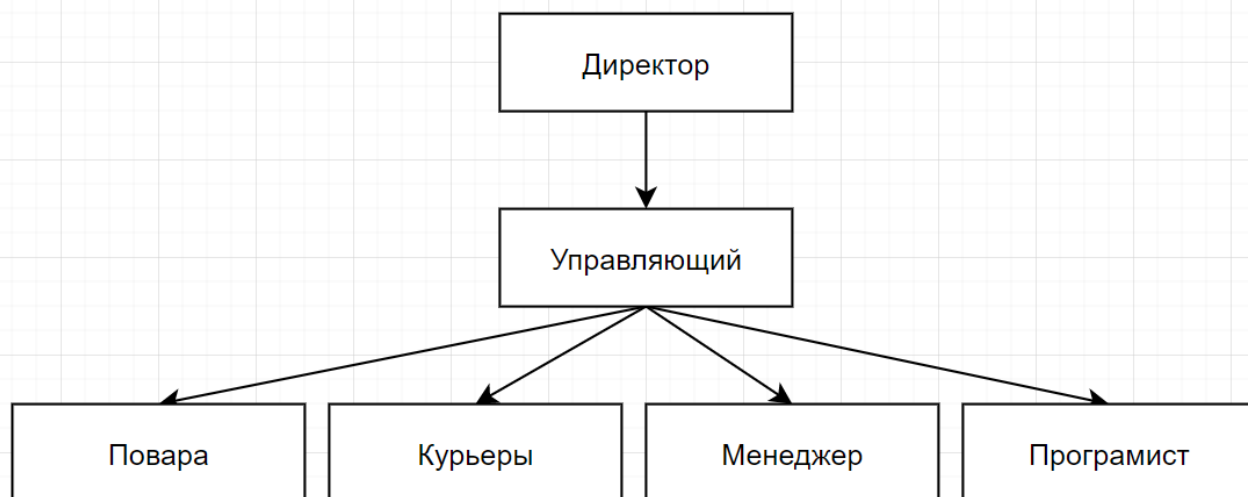 Директор
Управляющий
Повара
Курьеры
Менеджер
Програмист